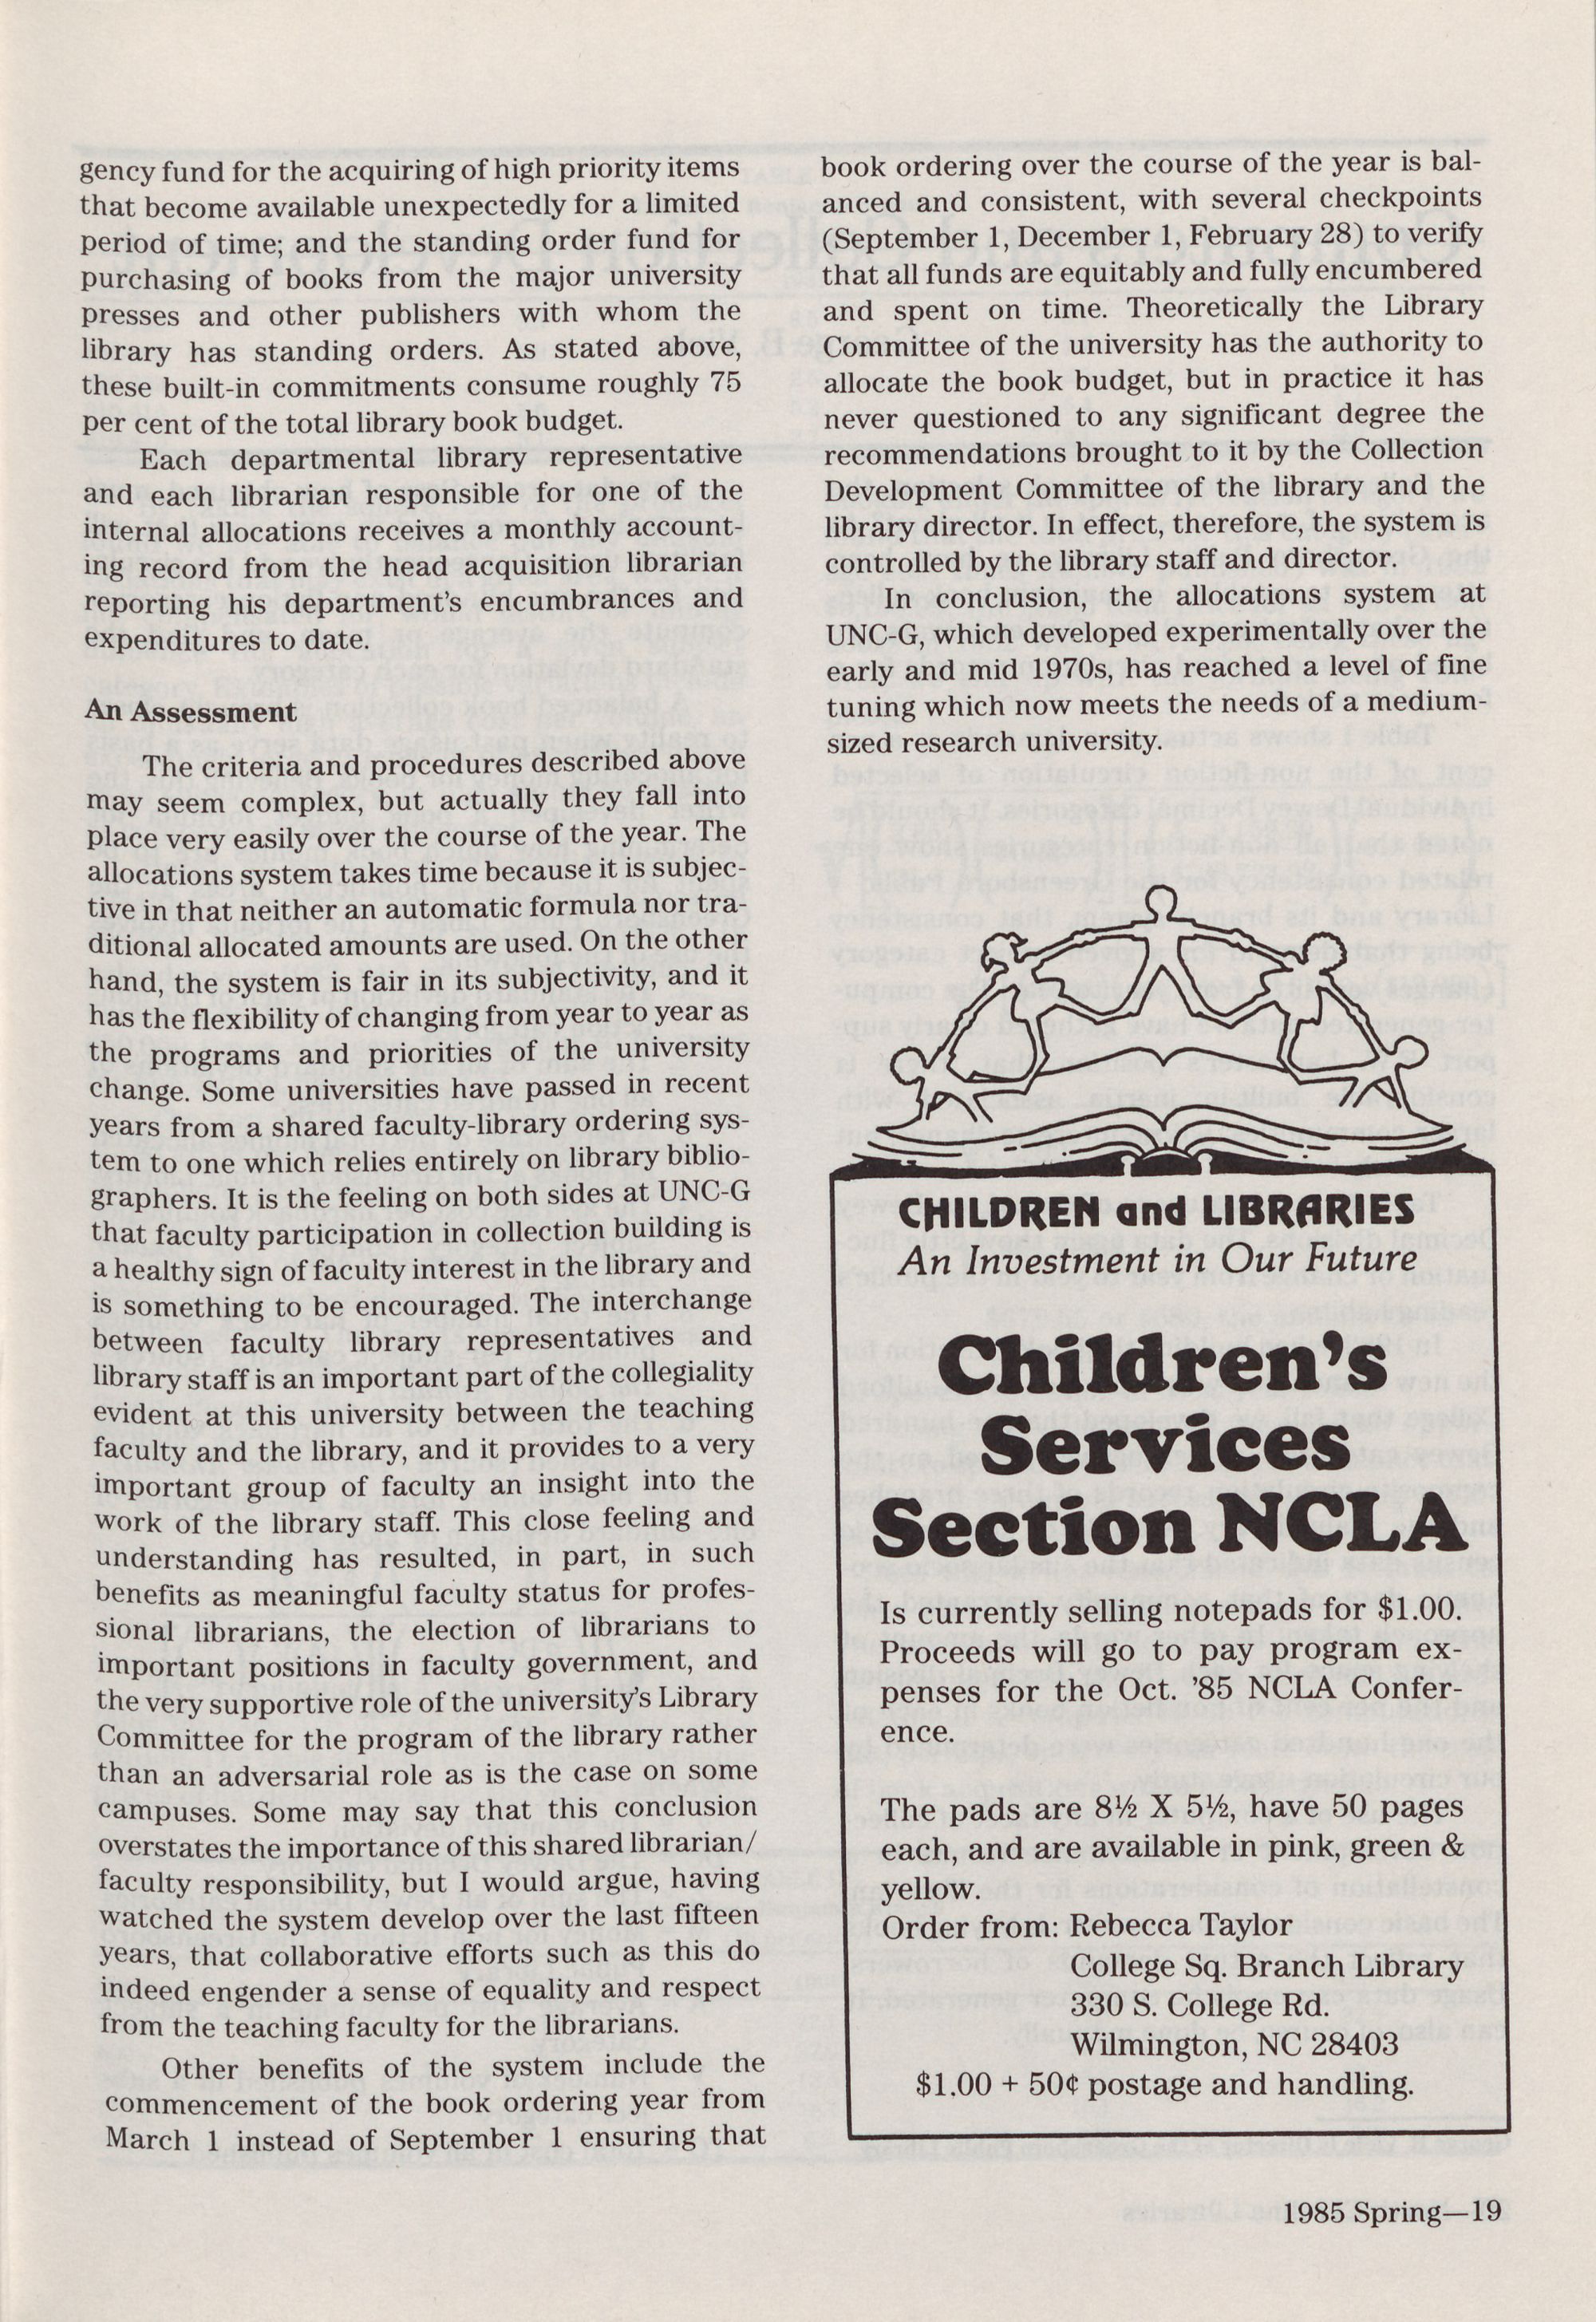 gency fund for the acquiring of high priority items
that become available unexpectedly for a limited
period of time; and the standing order fund for
purchasing of books from the major university
presses and other publishers with whom the
library has standing orders. As stated above,
these built-in commitments consume roughly 75
per cent of the total library book budget.
Each departmental library representative
and each librarian responsible for one of the
internal allocations receives a monthly account-
ing record from the head acquisition librarian
reporting his department's encumbrances and
expenditures to date.
An Assessment
The criteria and procedures described above
may seem complex, but actually they fall into
place very easily over the course of the year. The
allocations system takes time because it is subjec-
tive in that neither an automatic formula nor tra-
ditional allocated amounts are used. On the other
hand, the system is fair in its subjectivity, and it
has the flexibility of changing from year to year as
the programs and priorities of the university
change. Some universities have passed in recent
years from a shared faculty-library ordering sys-
tem to one which relies entirely on library biblio-
graphers. It is the feeling on both sides at UNC-G
that faculty participation in collection building is
a healthy sign of faculty interest in the library and
is something to be encouraged. The interchange
between faculty library representatives and
library staff is an important part of the collegiality
evident at this university between the teaching
faculty and the library, and it provides to a very
important group of faculty an insight into the
work of the library staff. This close feeling and
understanding has resulted, in part, in such
benefits as meaningful faculty status for profes-
sional librarians, the election of librarians to
important positions in faculty government, and
the very supportive role of the university's Library
Committee for the program of the library rather
than an adversarial role as is the case on some
campuses. Some may say that this conclusion
overstates the importance of this shared librarian/
faculty responsibility, but I would argue, having
watched the system develop over the last fifteen
years, that collaborative efforts such as this do
indeed engender a sense of equality and respect
from the teaching faculty for the librarians.
Other benefits of the system include the
commencement of the book ordering year from
March 1 instead of September 1 ensuring that
book ordering over the course of the year is bal-
anced and consistent, with several checkpoints
(September 1, December 1, February 28) to verify
that all funds are equitably and fully encumbered
and spent on time. Theoretically the Library
Committee of the university has the authority to
allocate the book budget, but in practice it has
never questioned to any significant degree the
recommendations brought to it by the Collection
Development Committee of the library and the
library director. In effect, therefore, the system is
controlled by the library staff and director.
In conclusion, the allocations system at
UNC-G, which developed experimentally over the
early and mid 1970s, has reached a level of fine
tuning which now meets the needs of a medium-
sized research university.
CHILDREN and LIBRARIES
An Investment in Our Future
Children's
Services
Section NCLA
Is currently selling notepads for $1.00.
Proceeds will go to pay program ex-
penses for the Oct. '85 NCLA Confer-
ence.
The pads are 8½ X 5½, have 50 pages
each, and are available in pink, green &
yellow.
Order from: Rebecca Taylor
College Sq. Branch Library
330 S. College Rd.
Wilmington, NC 28403
$1.00 + 50¢ postage and handling.
1985 Spring—19